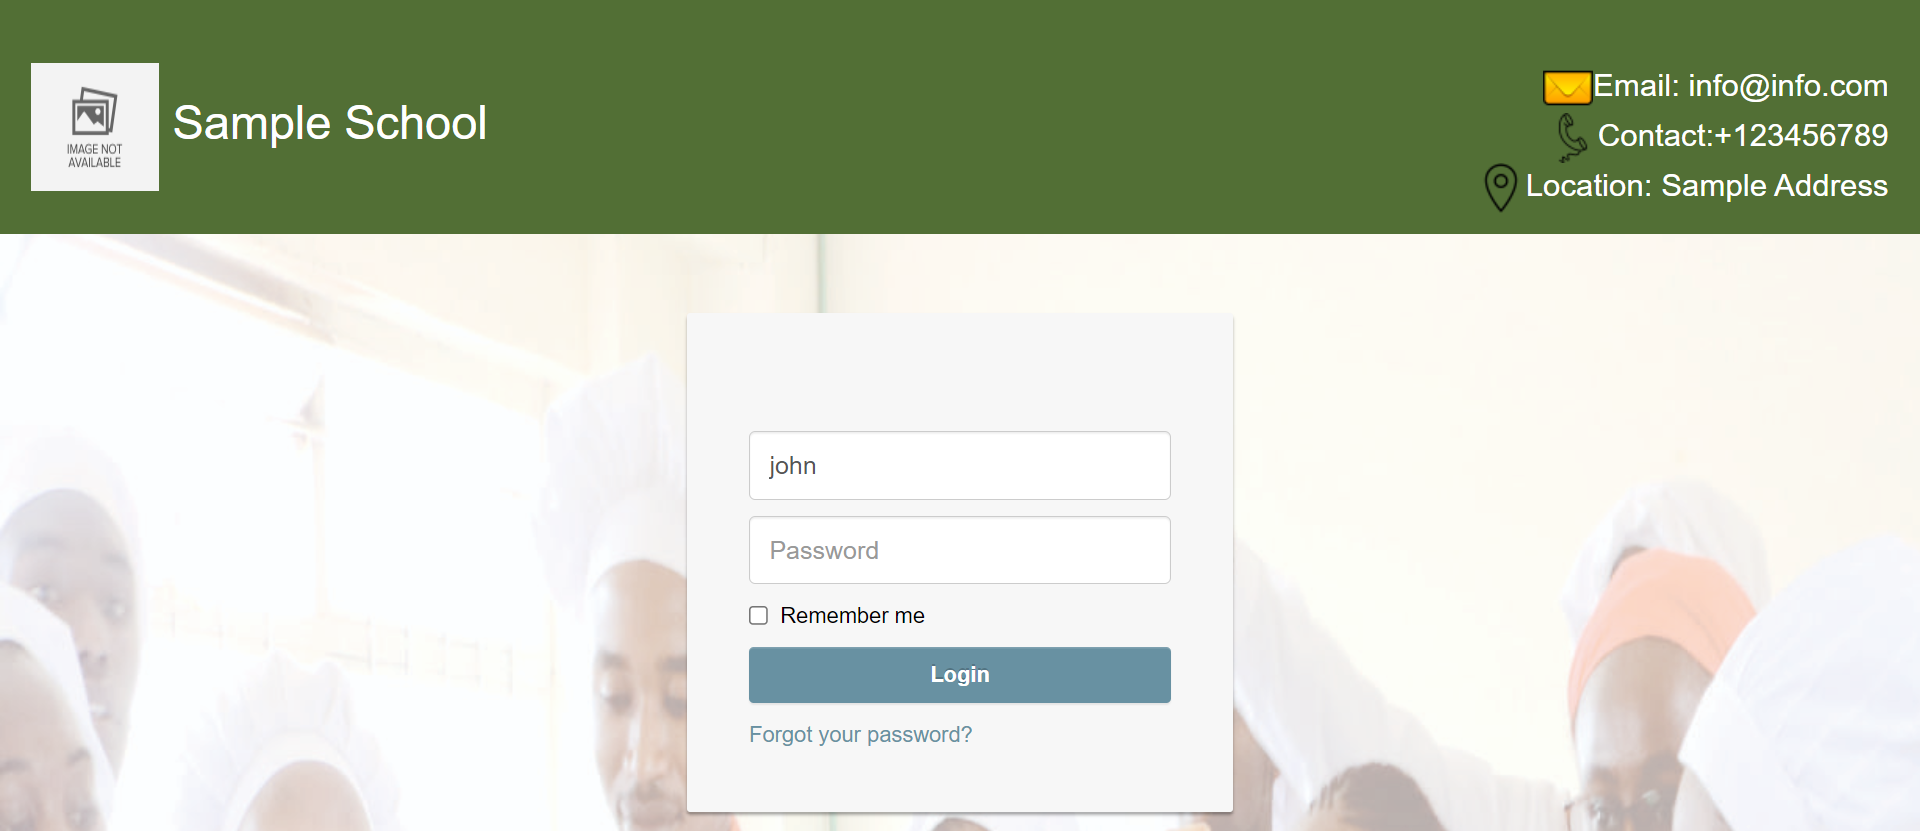 IMAGE NOT
AVAILABLE
Sample School
Email: info@info.com
Contact:+123456789
Location: Sample Address
john
Password
Remember me
Login
Forgot your password?